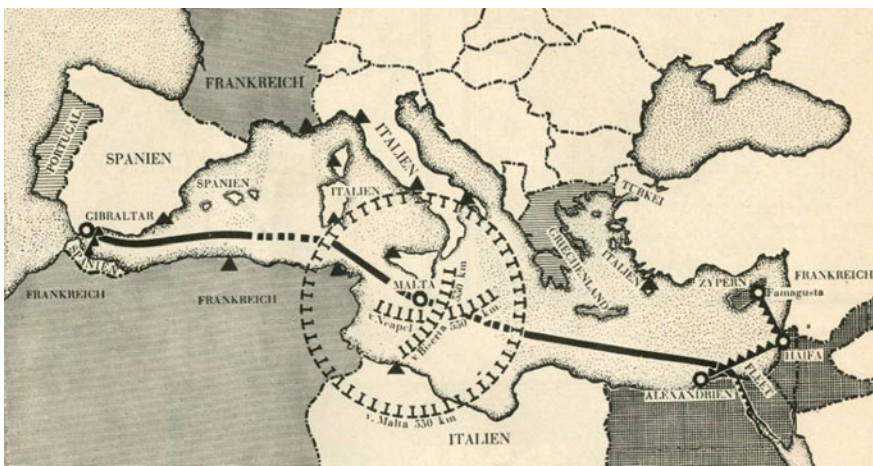 FRANKREICH
PORTUGAL
SPANIEN
SPANIEN
ITALIEN
ITALIEN
TÜRKEI
GIBRALTAR
SPANIEN
GRIECHENLAND
ITALIEN
ZYPERN
FRANKREICH
Famagusta
FRANKREICH
FRANKREICH
MALTA
v. Neapel
550 km
v. Biserta 550 km.
HAIFA
FLEET
ALEXANDRIEN
v. Malta 550 km
ITALIEN